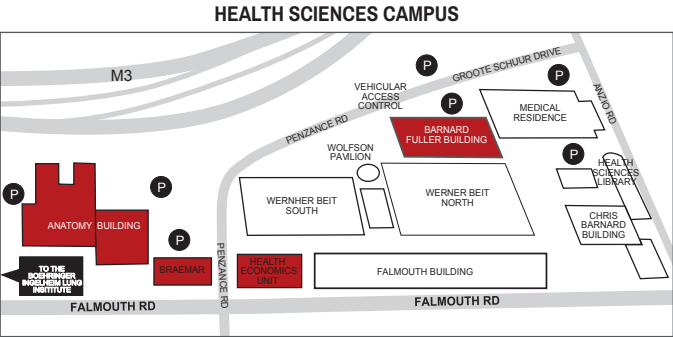 HEALTH SCIENCES CAMPUS
M3
P
GROOTE SCHUUR DRIVE
P
VEHICULAR
ACCESS
CONTROL
P
ANZIO RD
MEDICAL
RESIDENCE
PENZANCE RD
BARNARD
FULLER BUILDING
WOLFSON
PAVILION
P
HEALTH
SCIENCES
LIBRARY
P
P
WERNHER BEIT
SOUTH
WERNER BEIT
NORTH
CHRIS
BARNARD
BUILDING
ANATOMY BUILDING
P
PENZANCE RD
TO THE
BOEHRINGER
INGELHEIM LUNG
INSITITUTE
BRAEMAR
HEALTH
ECONOMICS
UNIT
FALMOUTH BUILDING
FALMOUTH RD
FALMOUTH RD